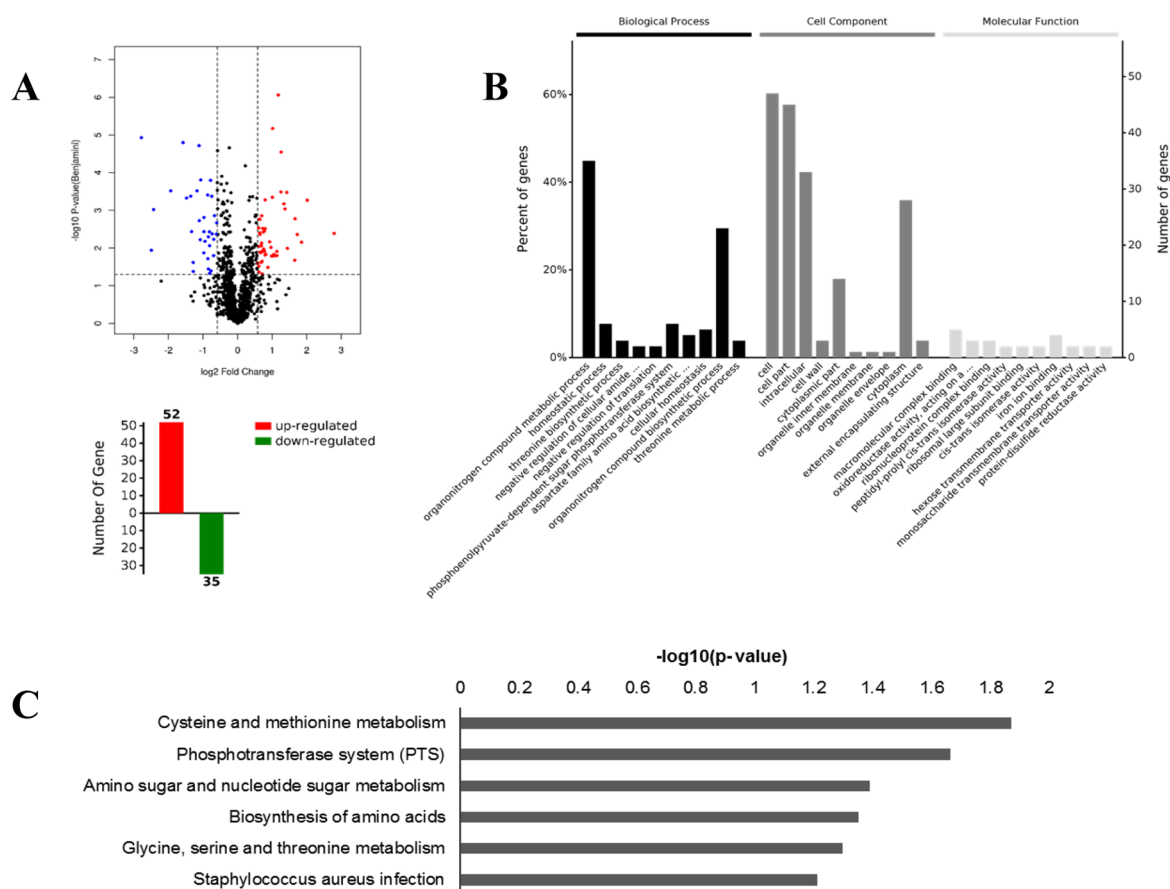 A
7
6
5
4
3
2
1
0
-log10 P-value(Benjamini)
-3 -2 -1 0 1 2 3
log2 Fold Change
52
50
40
30
20
10
0
10
20
30
35
Number Of Gene
up-regulated
down-regulated
B
Biological Process Cell Component Molecular Function
60%
40%
20%
0%
Percent of genes
50
40
30
20
10
0
Number of genes
organonitrogen compound metabolic process
homeostatic process
threonine biosynthetic process
negative regulation of cellular amide ...
negative regulation of translation
phosphoenolpyruvate-dependent sugar phosphotransferase system
aspartate family amino acid biosynthetic ...
cellular homeostasis
organonitrogen compound biosynthetic process
threonine metabolic process
cell
cell part
intracellular
cell wall
cytoplasmic part
organelle inner membrane
organelle membrane
organelle envelope
cytoplasm
external encapsulating structure
macromolecular complex binding
oxidoreductase activity, acting on a ...
ribonucleoprotein complex binding
peptidyl-prolyl cis-trans isomerase activity
ribosomal large subunit binding
cis-trans isomerase activity
iron ion binding
hexose transmembrane transporter activity
monosaccharide transmembrane transporter activity
protein-disulfide reductase activity
C
-log10(p-value)
0 0.2 0.4 0.6 0.8 1 1.2 1.4 1.6 1.8 2
Cysteine and methionine metabolism
Phosphotransferase system (PTS)
Amino sugar and nucleotide sugar metabolism
Biosynthesis of amino acids
Glycine, serine and threonine metabolism
Staphylococcus aureus infection